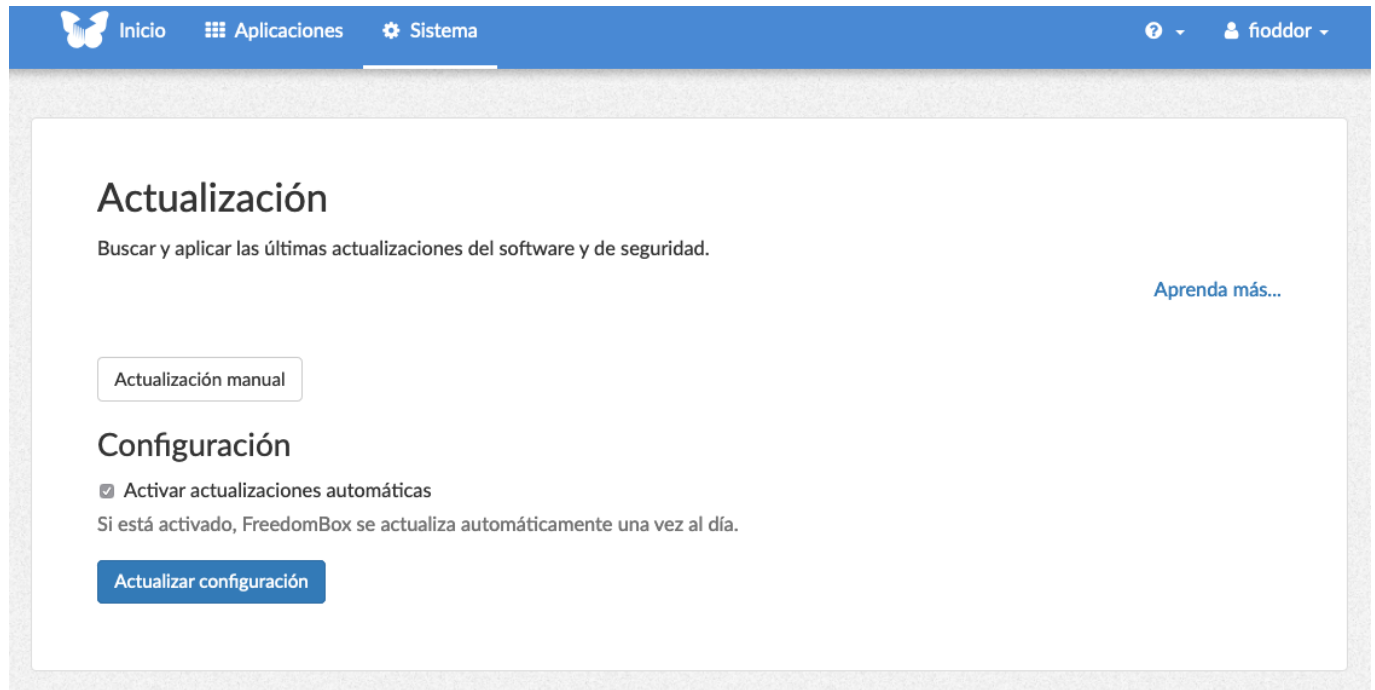 Inicio Aplicaciones Sistema fioddor
Actualización
Buscar y aplicar las últimas actualizaciones del software y de seguridad.
Aprenda más...
Actualización manual
Configuración
Activar actualizaciones automáticas
Si está activado, FreedomBox se actualiza automáticamente una vez al día.
Actualizar configuración